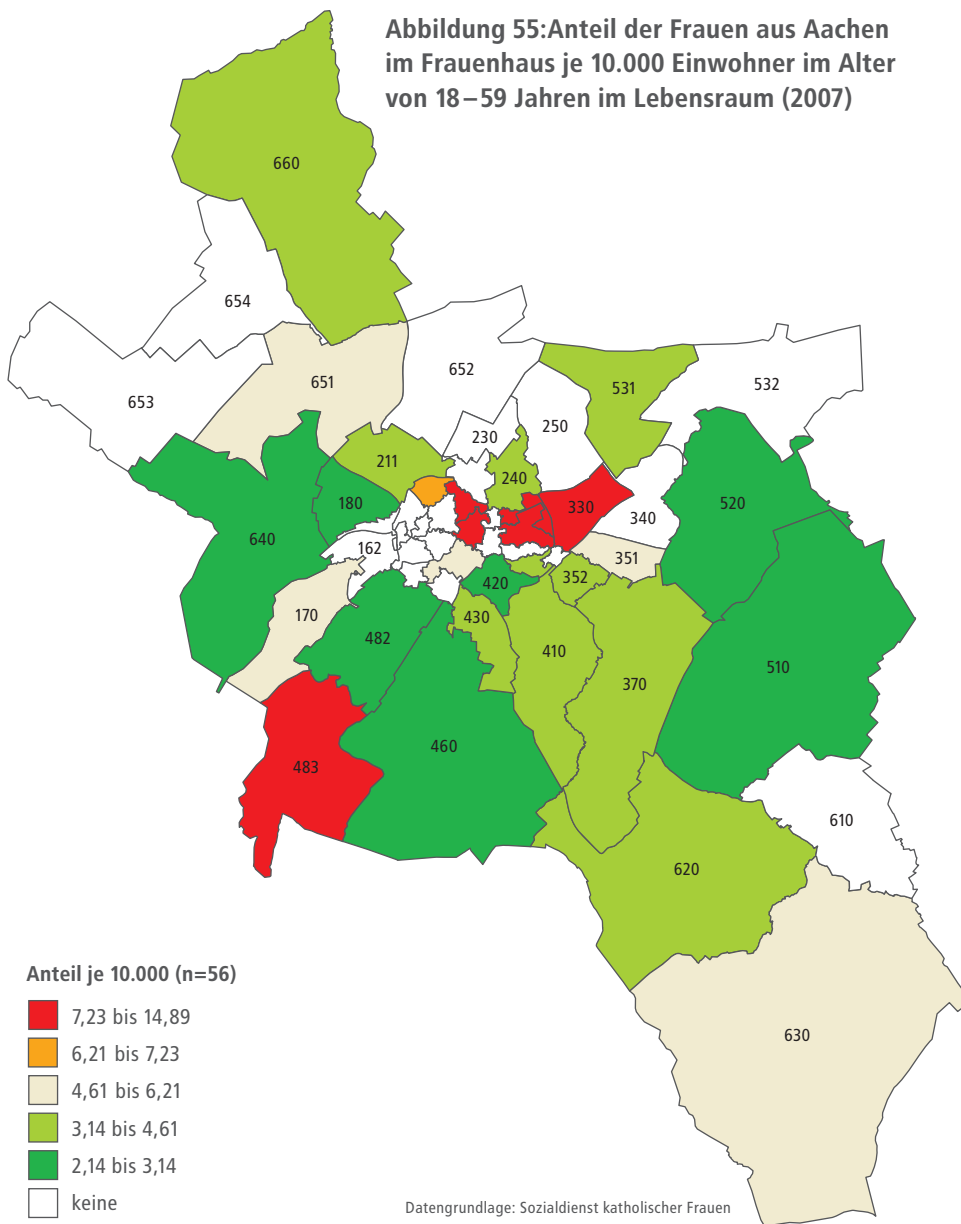 Abbildung 55:Anteil der Frauen aus Aachen
im Frauenhaus je 10.000 Einwohner im Alter
von 18–59 Jahren im Lebensraum (2007)
660
654
653
651
652
532
531
250
230
211
240
180
330
520
340
640
162
351
420
352
170
430
482
410
510
370
460
483
610
620
630
Anteil je 10.000 (n=56)
7,23 bis 14,89
6,21 bis 7,23
4,61 bis 6,21
3,14 bis 4,61
2,14 bis 3,14
keine
Datengrundlage: Sozialdienst katholischer Frauen